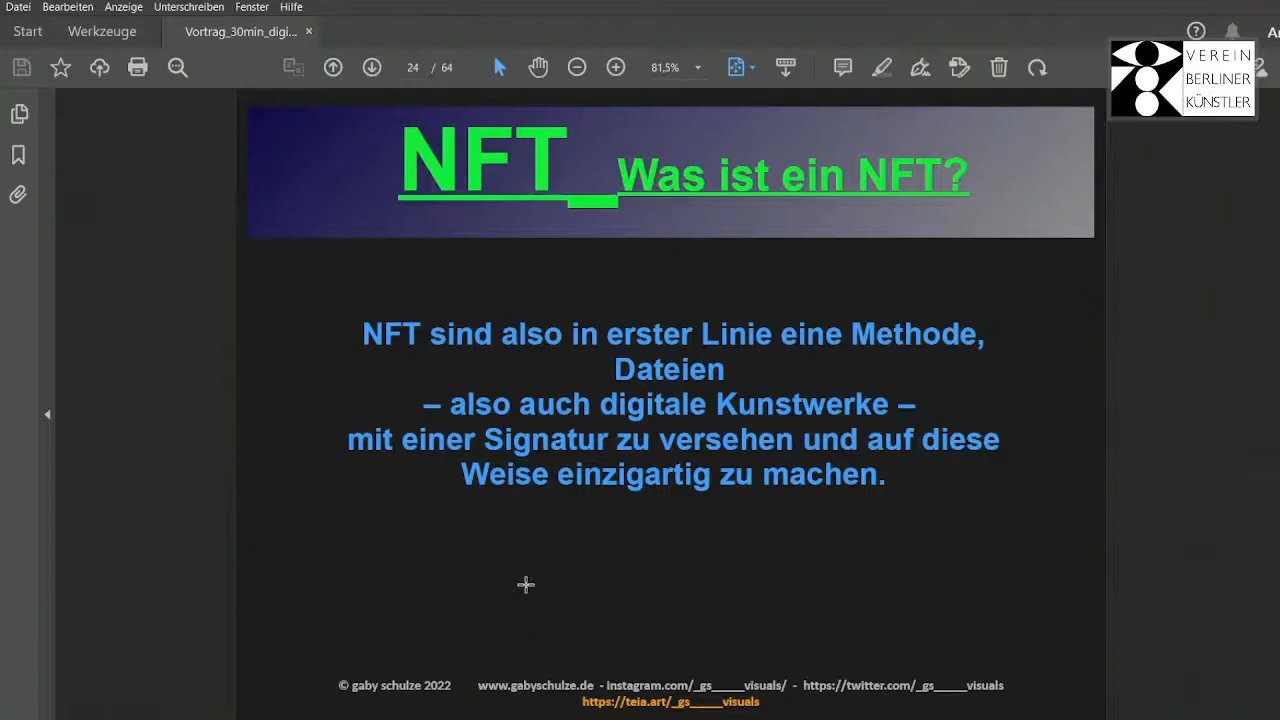 Datei Bearbeiten Anzeige Unterschreiben Fenster Hilfe
Start Werkzeuge Vortrag_30min_digi... ×
24 / 64 81,5%
VEREIN
BERLINER
KÜNSTLER
NFT_Was ist ein NFT?
NFT sind also in erster Linie eine Methode,
Dateien
– also auch digitale Kunstwerke –
mit einer Signatur zu versehen und auf diese
Weise einzigartig zu machen.
© gaby schulze 2022 www.gabyschulze.de - instagram.com/_gs_____visuals/ - https://twitter.com/_gs_____visuals
https://teia.art/_gs_____visuals